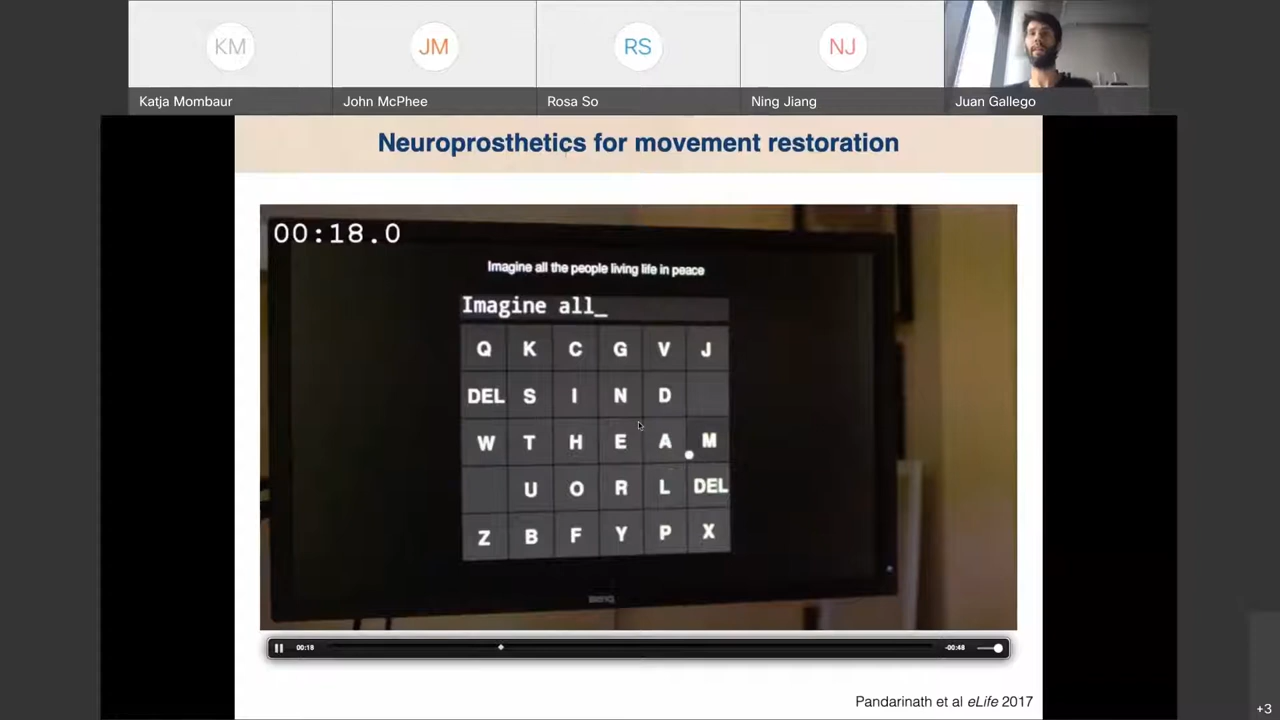 KM
JM
RS
NJ
Katja Mombaur
John McPhee
Rosa So
Ning Jiang
Juan Gallego
Neuroprosthetics for movement restoration
00:18.0
Imagine all the people living life in peace
Imagine all_
Q K C G V J
DEL S I N D
W T H E A M
U O R L DEL
Z B F Y P X
BENQ
00:18
-00:48
Pandarinath et al eLife 2017
+3